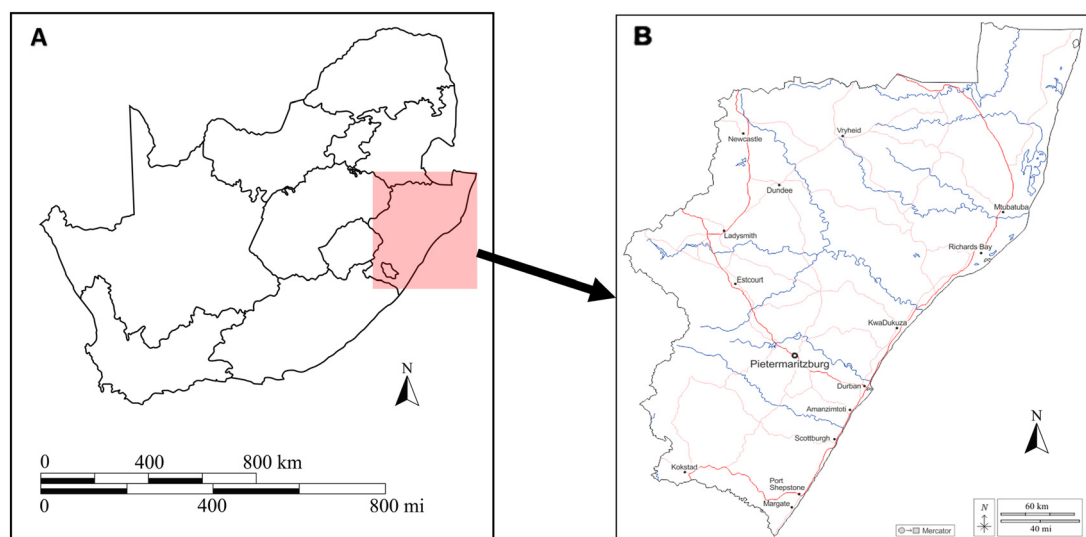 A
N
0 400 800 km
0 400 800 mi
B
Newcastle
Vryheid
Dundee
Mtubatuba
Ladysmith
Richards Bay
Estcourt
KwaDukuza
Pietermaritzburg
Durban
Amanzimtoti
N
Scottburgh
Kokstad
Port
Shepstone
Margate
N
60 km
40 mi
Mercator